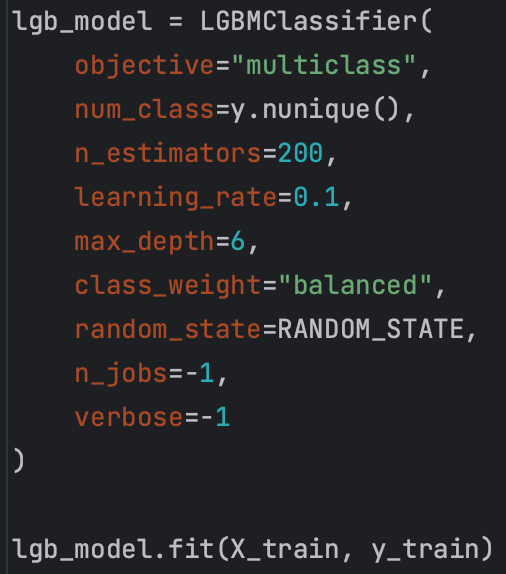 lgb_model = LGBMClassifier(
    objective="multiclass",
    num_class=y.nunique(),
    n_estimators=200,
    learning_rate=0.1,
    max_depth=6,
    class_weight="balanced",
    random_state=RANDOM_STATE,
    n_jobs=-1,
    verbose=-1
)
lgb_model.fit(X_train, y_train)